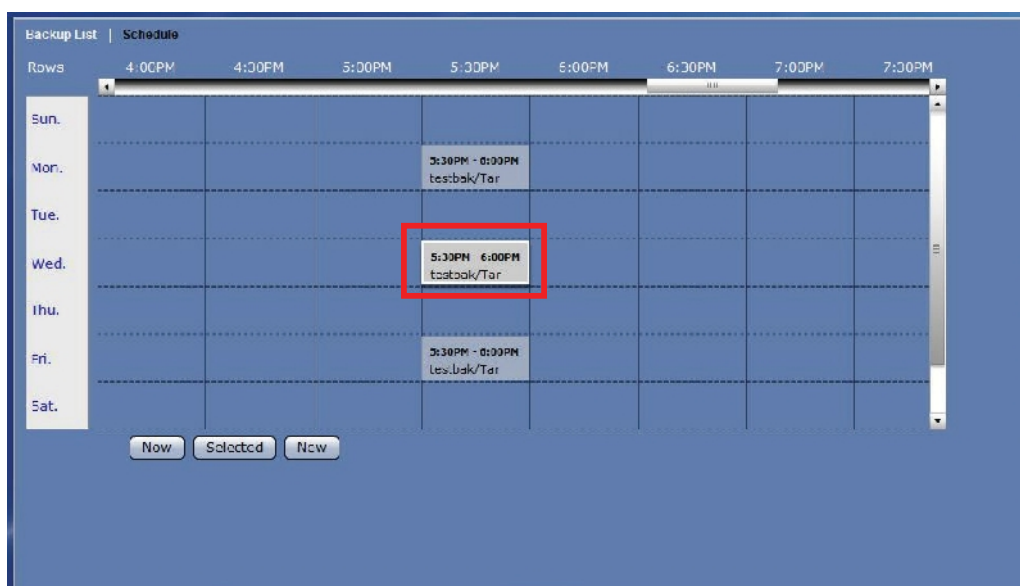 Backup List | Schedule
Rows 4:00PM 4:30PM 5:00PM 5:30PM 6:00PM 6:30PM 7:00PM 7:30PM
Sun.
Mon.
5:30PM - 6:00PM
testbak/Tar
Tue.
Wed.
5:30PM 6:00PM
testbak/Tar
Thu.
Fri.
5:30PM - 6:00PM
testbak/Tar
Sat.
Now Selected New